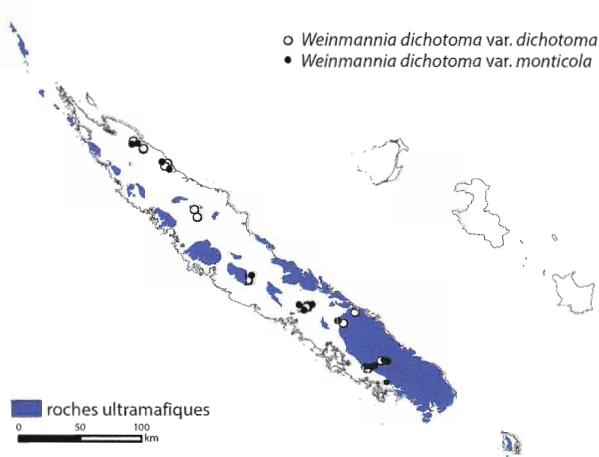 Weinmannia dichotoma var. dichotoma
Weinmannia dichotoma var. monticola
roches ultramafiques
0 50 100
km